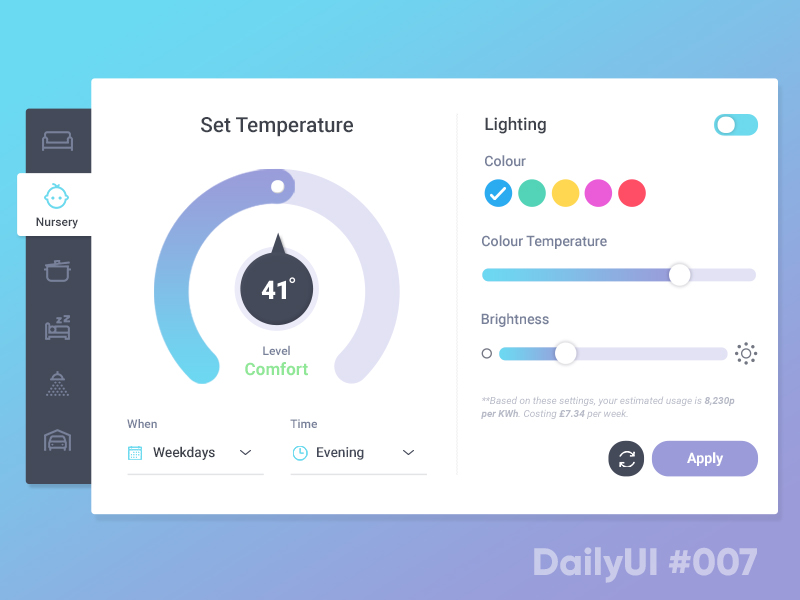 Set Temperature
Nursery
41°
Level
Comfort
When
Time
Weekdays
Evening
Lighting
Colour
Colour Temperature
Brightness
**Based on these settings, your estimated usage is 8,230p
per KWh. Costing £7.34 per week.
Apply
DailyUI #007
z z